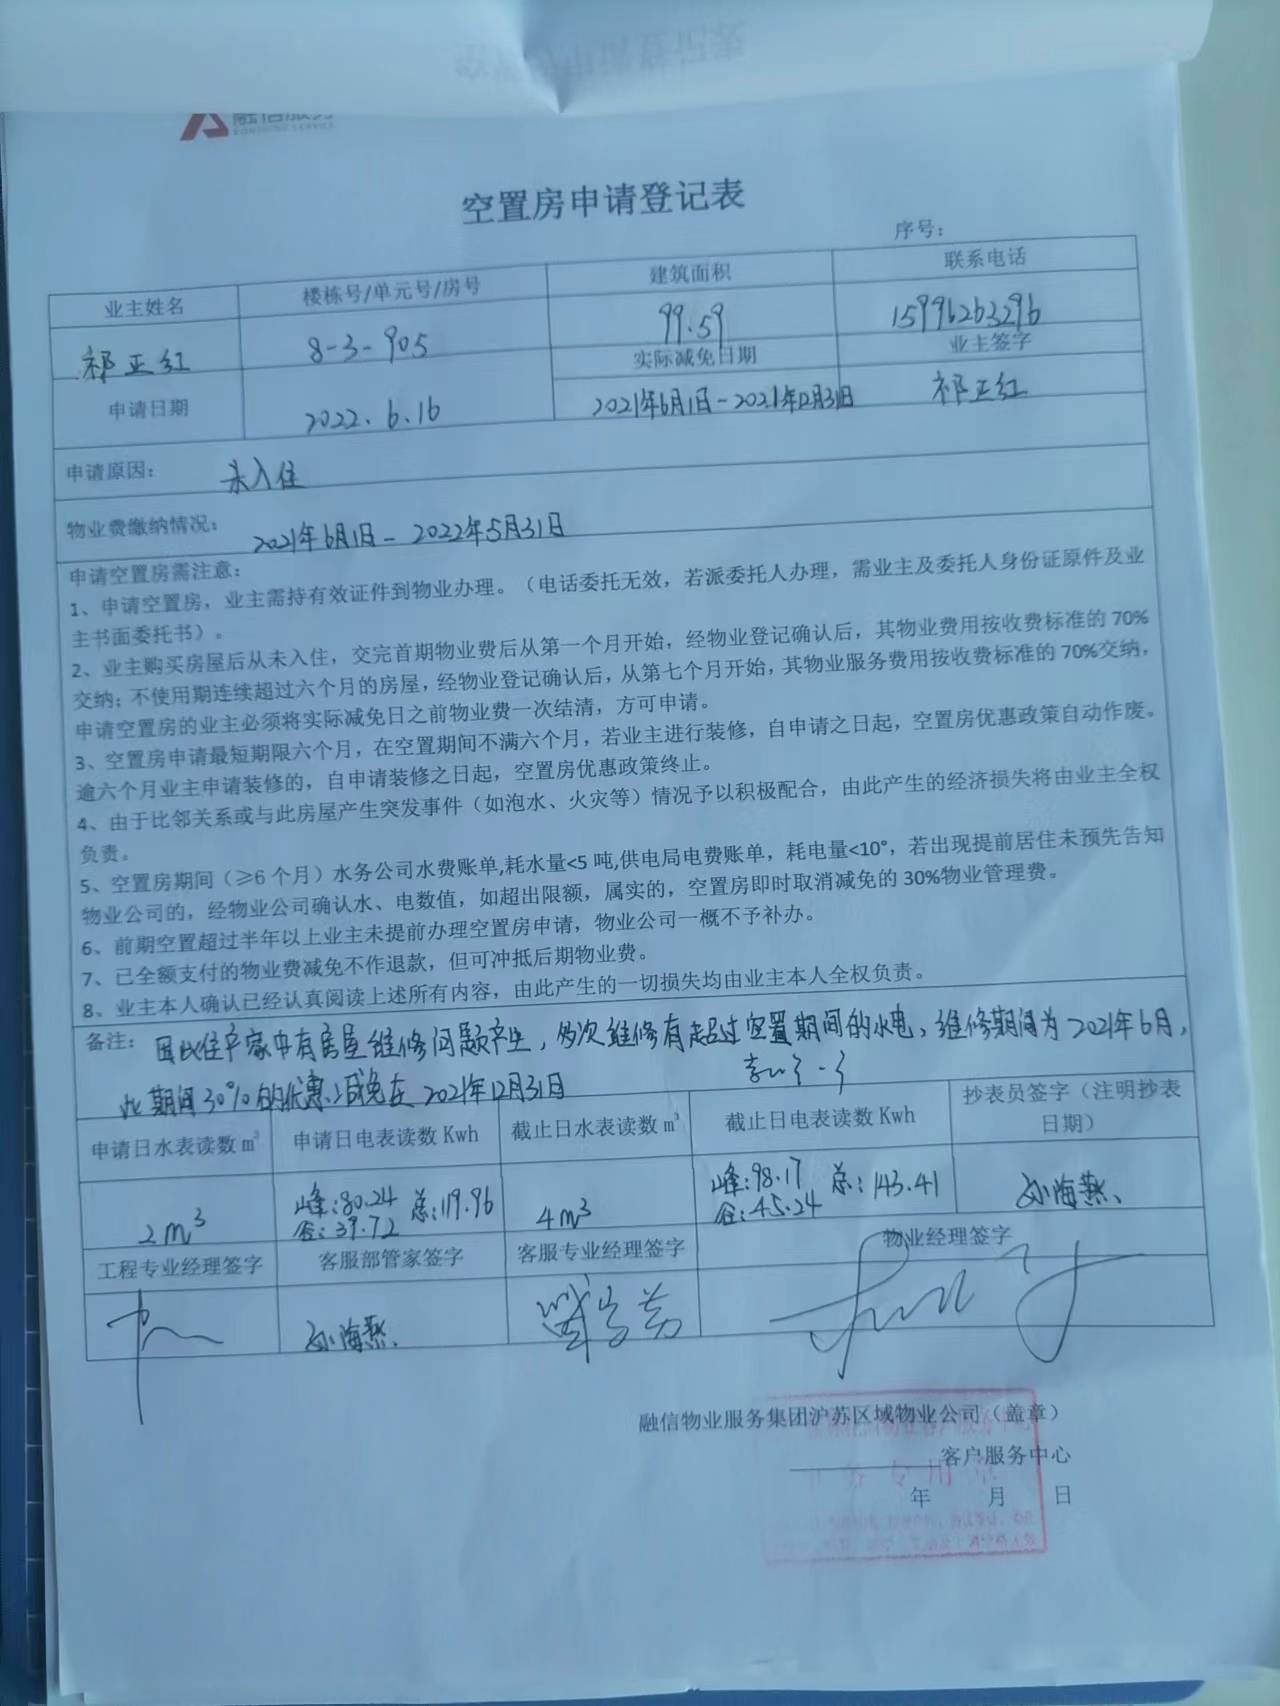 融信服务
RONSHINE SERVICE
空置房申请登记表
序号：
业主姓名 楼栋号/单元号/房号 建筑面积 联系电话
祁正红 8-3-905 99.59 15996263296
申请日期 2022.6.16 实际减免日期 业主签字
2021年6月1日-2021年12月31日 祁正红
申请原因： 未入住
物业费缴纳情况： 2021年6月1日-2022年5月31日
申请空置房需注意：
1、申请空置房，业主需持有效证件到物业办理。（电话委托无效，若派委托人办理，需业主及委托人身份证原件及业
主书面委托书）。
2、业主购买房屋后从未入住，交完首期物业费后从第一个月开始，经物业登记确认后，其物业费用按收费标准的70%
交纳；不使用期连续超过六个月的房屋，经物业登记确认后，从第七个月开始，其物业服务费用按收费标准的70%交纳，
申请空置房的业主必须将实际减免日之前物业费一次结清，方可申请。
3、空置房申请最短期限六个月，在空置期间不满六个月，若业主进行装修，自申请之日起，空置房优惠政策自动作废。
逾六个月业主申请装修的，自申请装修之日起，空置房优惠政策终止。
4、由于比邻关系或与此房屋产生突发事件（如泡水、火灾等）情况予以积极配合，由此产生的经济损失将由业主全权
负责。
5、空置房期间（≥6个月）水务公司水费账单,耗水量<5吨,供电局电费账单，耗电量<10°，若出现提前居住未预先告知
物业公司的，经物业公司确认水、电数值，如超出限额，属实的，空置房即时取消减免的30%物业管理费。
6、前期空置超过半年以上业主未提前办理空置房申请，物业公司一概不予补办。
7、已全额支付的物业费减免不作退款，但可冲抵后期物业费。
8、业主本人确认已经认真阅读上述所有内容，由此产生的一切损失均由业主本人全权负责。
备注： 因此住户家中有房屋维修问题产生，多次维修有超过空置期间的水电，维修期间为2021年6月，
此期间30%的优惠减免在2021年12月31日
申请日水表读数m³ 申请日电表读数Kwh 截止日水表读数m³ 截止日电表读数Kwh 抄表员签字（注明抄表
日期）
2m³ 峰:80.24 总:119.96 4m³ 峰:98.17 总:143.41 孙海燕
谷:39.72 谷:45.24
工程专业经理签字 客服部管家签字 客服专业经理签字 物业经理签字
孙海燕
融信物业服务集团沪苏区域物业公司（盖章）
客户服务中心
年 月 日
专用